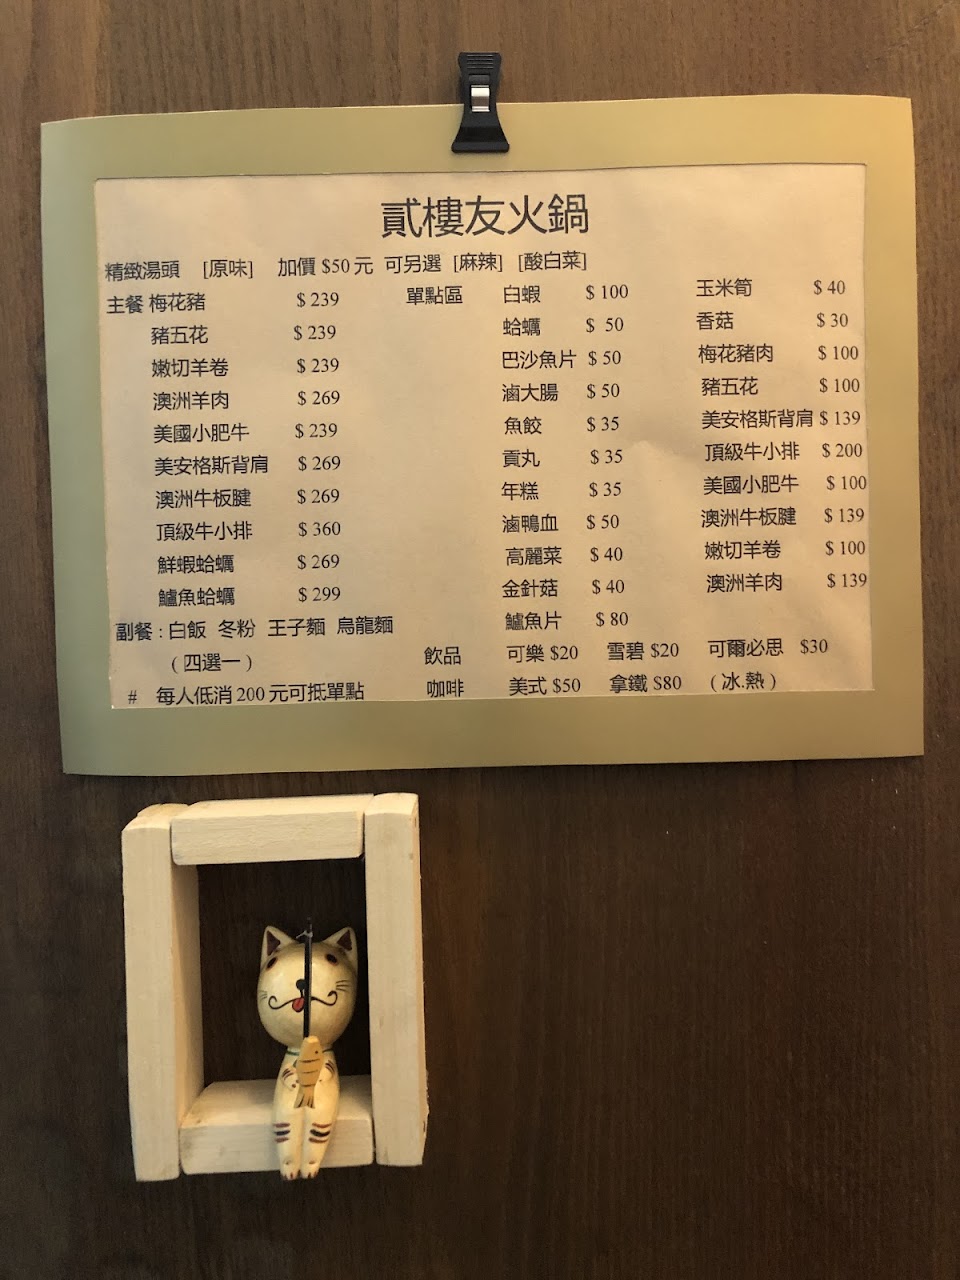 貳樓友火鍋
精緻湯頭 [原味] 加價 $50 元 可另選 [麻辣] [酸白菜]
主餐 梅花豬 $ 239 單點區 白蝦 $ 100 玉米筍 $ 40
豬五花 $ 239 蛤蠣 $ 50 香菇 $ 30
嫩切羊卷 $ 239 巴沙魚片 $ 50 梅花豬肉 $ 100
澳洲羊肉 $ 269 滷大腸 $ 50 豬五花 $ 100
美國小肥牛 $ 239 魚餃 $ 35 美安格斯背肩 $ 139
美安格斯背肩 $ 269 貢丸 $ 35 頂級牛小排 $ 200
澳洲牛板腱 $ 269 年糕 $ 35 美國小肥牛 $ 100
頂級牛小排 $ 360 滷鴨血 $ 50 澳洲牛板腱 $ 139
鮮蝦蛤蠣 $ 269 高麗菜 $ 40 嫩切羊卷 $ 100
鱸魚蛤蠣 $ 299 金針菇 $ 40 澳洲羊肉 $ 139
副餐 : 白飯 冬粉 王子麵 烏龍麵 鱸魚片 $ 80
( 四選一 ) 飲品 可樂 $20 雪碧 $20 可爾必思 $30
# 每人低消 200 元可抵單點 咖啡 美式 $50 拿鐵 $80 ( 冰.熱 )